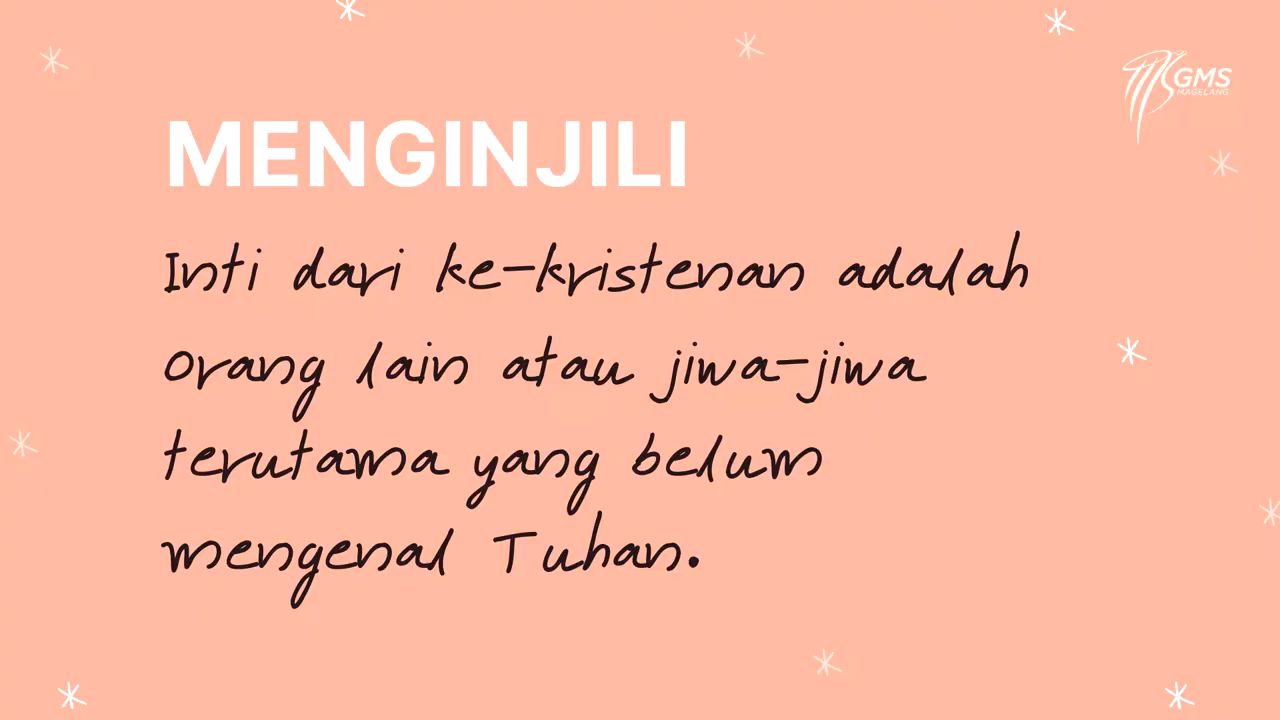 GMS
MAGELANG
MENGINJILI
Inti dari ke-kristenan adalah
orang lain atau jiwa-jiwa
terutama yang belum
mengenal Tuhan.